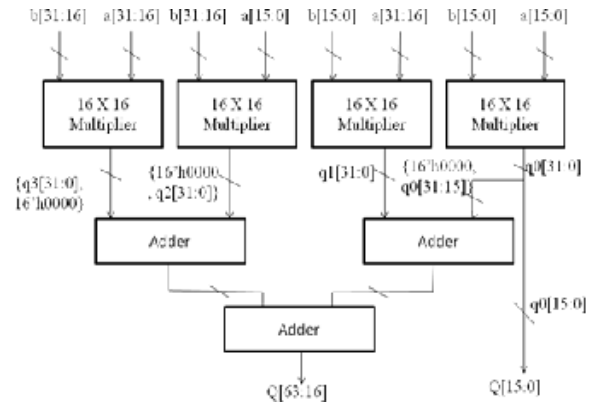 b[31:16] a[31:16] b[31:16] a[15:0] b[15:0] a[31:16] b[15:0] a[15:0]
16 X 16
Multiplier
16 X 16
Multiplier
16 X 16
Multiplier
16 X 16
Multiplier
{q3[31:0],
16'h0000}
{16'h0000
, q2[31:0]}
q1[31:0]
{16'h0000,
q0[31:15]}
q0[31:0]
Adder
Adder
q0[15:0]
Adder
Q[63:16]
Q[15:0]